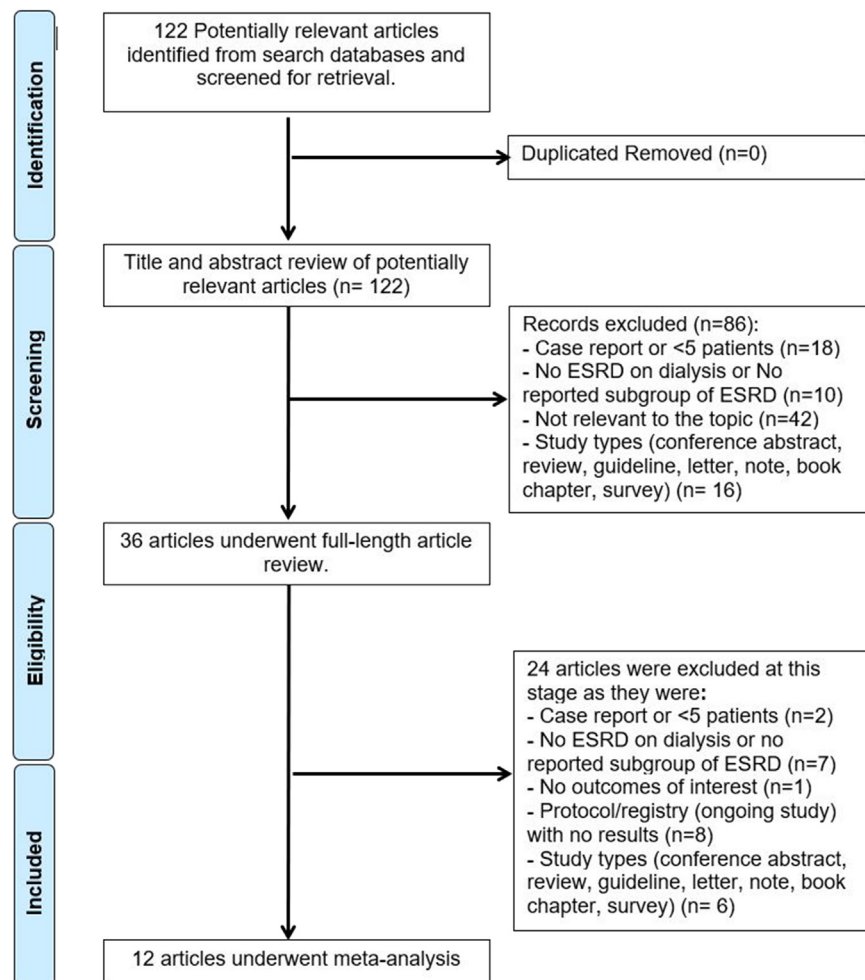 Identification
122 Potentially relevant articles
identified from search databases and
screened for retrieval.
Duplicated Removed (n=0)
Screening
Title and abstract review of potentially
relevant articles (n= 122)
Records excluded (n=86):
- Case report or <5 patients (n=18)
- No ESRD on dialysis or No
reported subgroup of ESRD (n=10)
- Not relevant to the topic (n=42)
- Study types (conference abstract,
review, guideline, letter, note, book
chapter, survey) (n= 16)
Eligibility
36 articles underwent full-length article
review.
24 articles were excluded at this
stage as they were:
- Case report or <5 patients (n=2)
- No ESRD on dialysis or no
reported subgroup of ESRD (n=7)
- No outcomes of interest (n=1)
- Protocol/registry (ongoing study)
with no results (n=8)
- Study types (conference abstract,
review, guideline, letter, note, book
chapter, survey) (n= 6)
Included
12 articles underwent meta-analysis